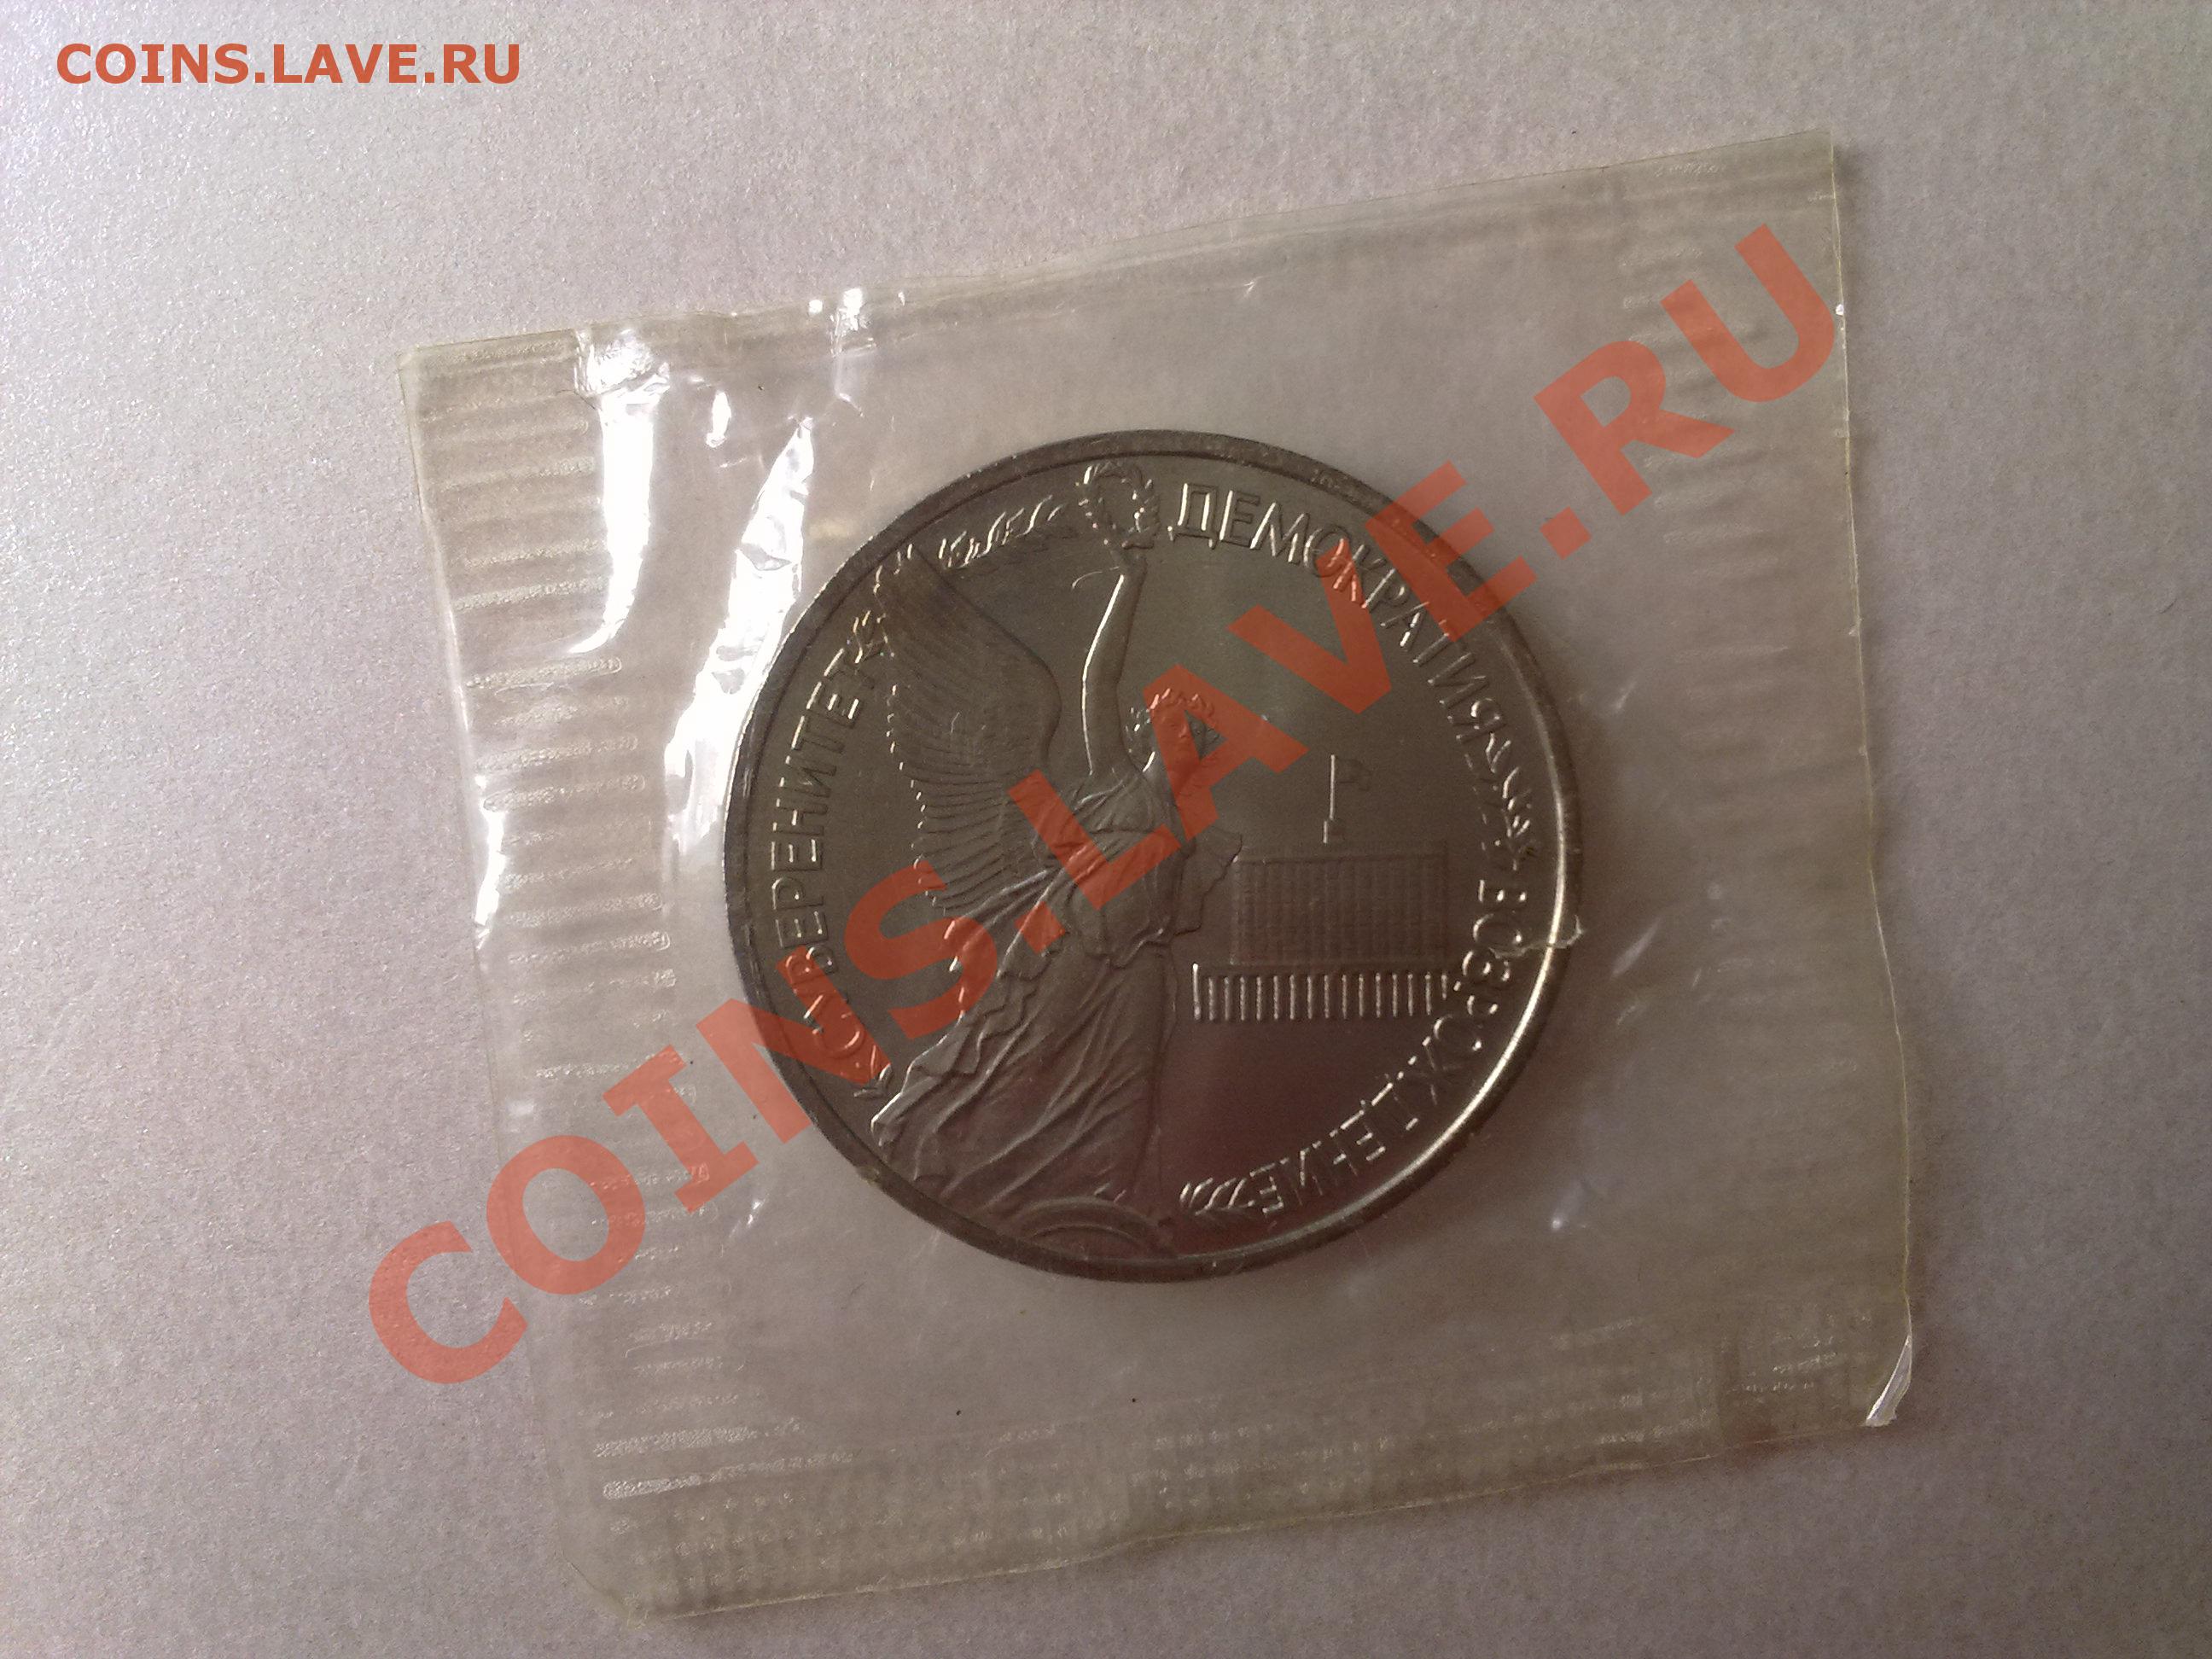 COINS.LAVE.RU
СУВЕРЕНИТЕТ
ДЕМОКРАТИЯ
ВОЗРОЖДЕНИЕ
COINS.LAVE.RU